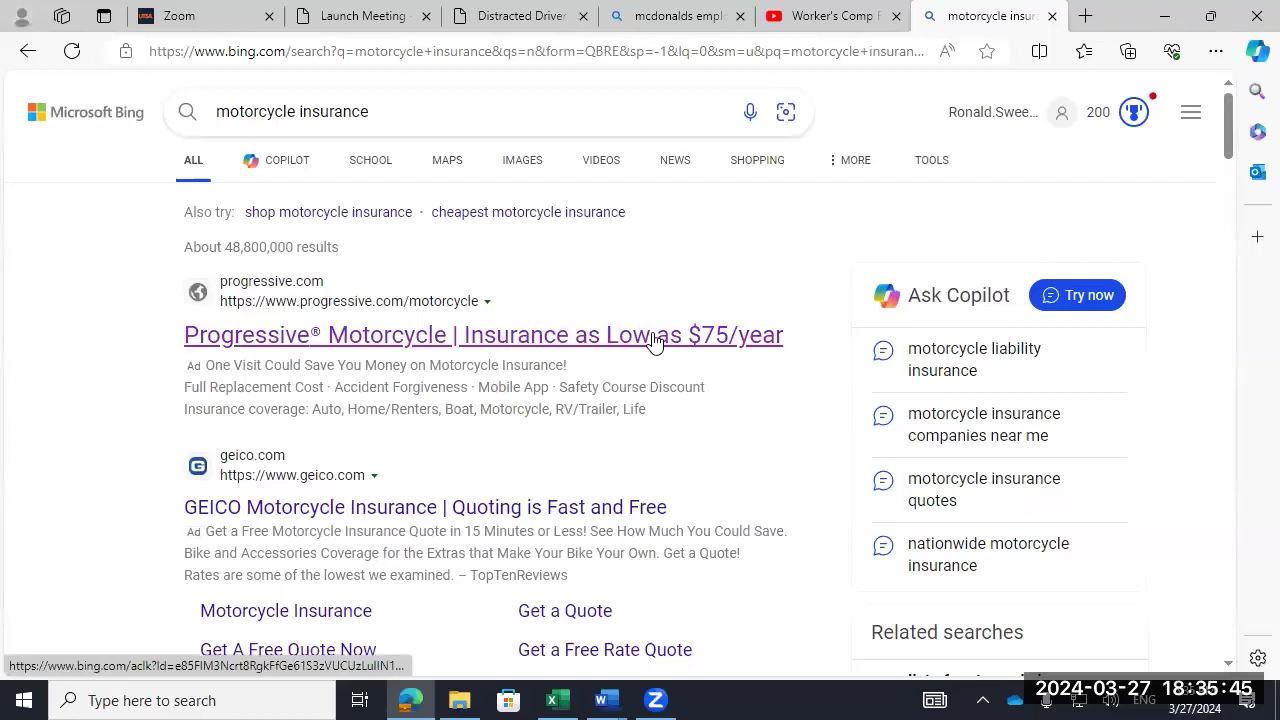 Zoom
Launch Meeting
Distracted Drive
mcdonalds empl
Worker's Comp F
motorcycle insur
https://www.bing.com/search?q=motorcycle+insurance&qs=n&form=QBRE&sp=-1&lq=0&sm=u&pq=motorcycle+insuran...
Microsoft Bing
motorcycle insurance
Ronald.Swee...
200
ALL
COPILOT
SCHOOL
MAPS
IMAGES
VIDEOS
NEWS
SHOPPING
MORE
TOOLS
Also try: shop motorcycle insurance · cheapest motorcycle insurance
About 48,800,000 results
progressive.com
https://www.progressive.com/motorcycle
Progressive® Motorcycle | Insurance as Low as $75/year
Ad One Visit Could Save You Money on Motorcycle Insurance!
Full Replacement Cost · Accident Forgiveness · Mobile App · Safety Course Discount
Insurance coverage: Auto, Home/Renters, Boat, Motorcycle, RV/Trailer, Life
geico.com
https://www.geico.com
GEICO Motorcycle Insurance | Quoting is Fast and Free
Ad Get a Free Motorcycle Insurance Quote in 15 Minutes or Less! See How Much You Could Save.
Bike and Accessories Coverage for the Extras that Make Your Bike Your Own. Get a Quote!
Rates are some of the lowest we examined. – TopTenReviews
Motorcycle Insurance
Get a Quote
Get A Free Quote Now
Get a Free Rate Quote
Ask Copilot
Try now
motorcycle liability
insurance
motorcycle insurance
companies near me
motorcycle insurance
quotes
nationwide motorcycle
insurance
Related searches
Type here to search
ENG
2024-03-27 18:35:45
3/27/2024